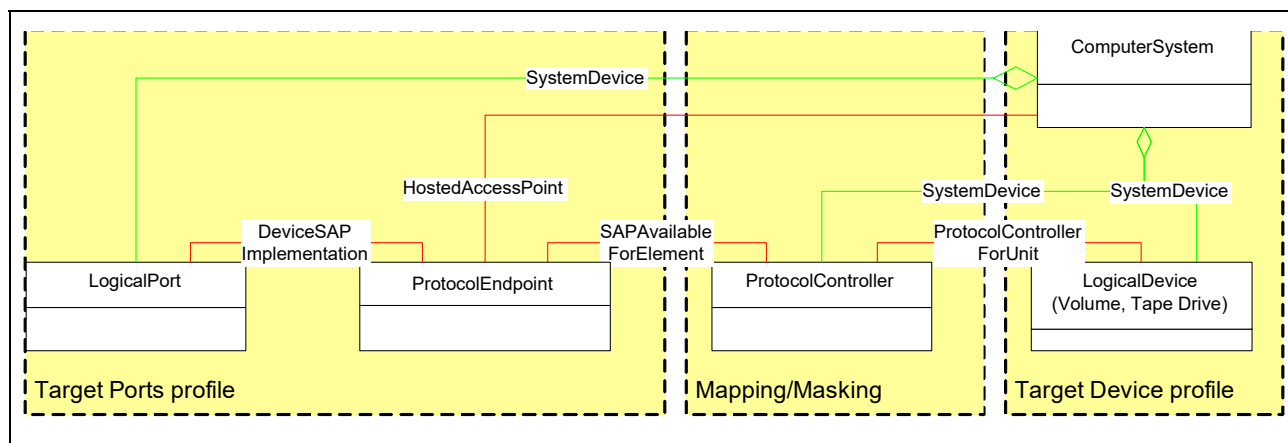 ComputerSystem
SystemDevice
HostedAccessPoint
SystemDevice
SystemDevice
DeviceSAP
Implementation
SAPAvailable
ForElement
ProtocolController
ForUnit
LogicalPort
ProtocolEndpoint
ProtocolController
LogicalDevice
(Volume, Tape Drive)
Target Ports profile
Mapping/Masking
Target Device profile